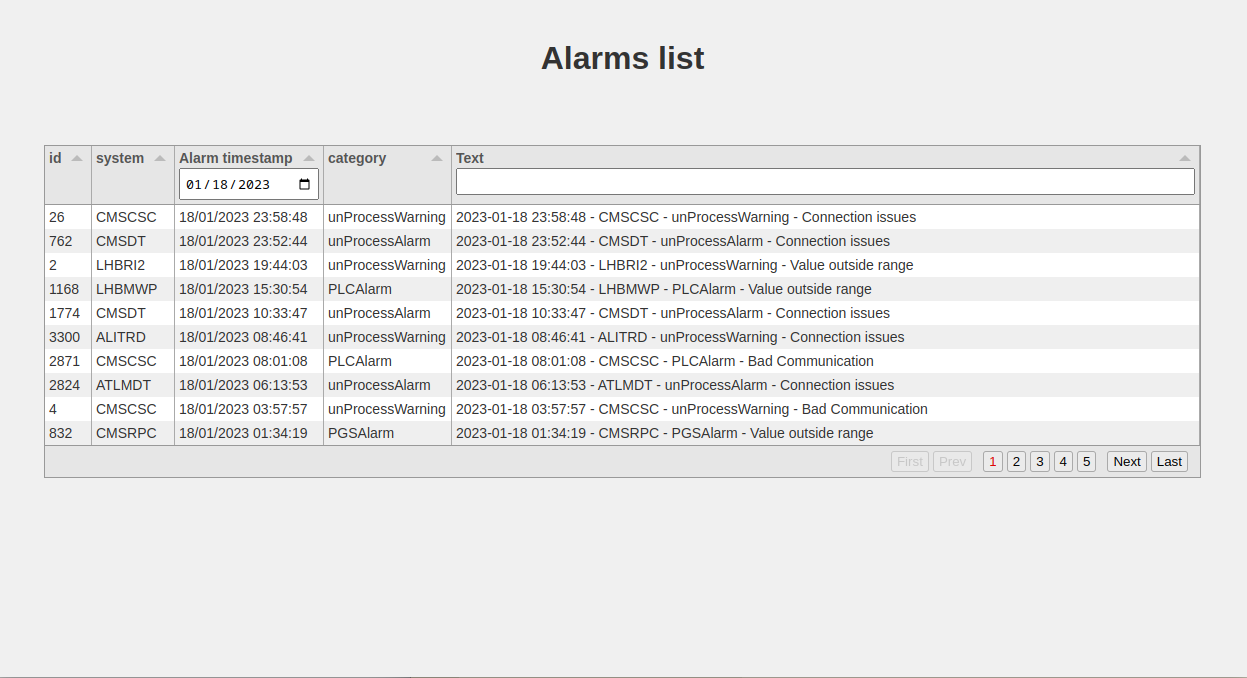 Alarms list
id system Alarm timestamp category Text
01/18/2023
26 CMSCSC 18/01/2023 23:58:48 unProcessWarning 2023-01-18 23:58:48 - CMSCSC - unProcessWarning - Connection issues
762 CMSDT 18/01/2023 23:52:44 unProcessAlarm 2023-01-18 23:52:44 - CMSDT - unProcessAlarm - Connection issues
2 LHBRI2 18/01/2023 19:44:03 unProcessWarning 2023-01-18 19:44:03 - LHBRI2 - unProcessWarning - Value outside range
1168 LHBMWP 18/01/2023 15:30:54 PLCAlarm 2023-01-18 15:30:54 - LHBMWP - PLCAlarm - Value outside range
1774 CMSDT 18/01/2023 10:33:47 unProcessAlarm 2023-01-18 10:33:47 - CMSDT - unProcessAlarm - Connection issues
3300 ALITRD 18/01/2023 08:46:41 unProcessWarning 2023-01-18 08:46:41 - ALITRD - unProcessWarning - Connection issues
2871 CMSCSC 18/01/2023 08:01:08 PLCAlarm 2023-01-18 08:01:08 - CMSCSC - PLCAlarm - Bad Communication
2824 ATLMDT 18/01/2023 06:13:53 unProcessAlarm 2023-01-18 06:13:53 - ATLMDT - unProcessAlarm - Connection issues
4 CMSCSC 18/01/2023 03:57:57 unProcessWarning 2023-01-18 03:57:57 - CMSCSC - unProcessWarning - Bad Communication
832 CMSRPC 18/01/2023 01:34:19 PGSAlarm 2023-01-18 01:34:19 - CMSRPC - PGSAlarm - Value outside range
First Prev 1 2 3 4 5 Next Last